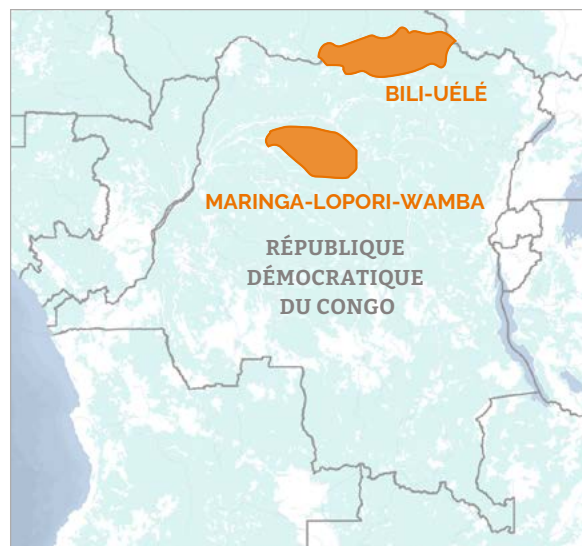 BILI-UÉLÉ
MARINGA-LOPORI-WAMBA
RÉPUBLIQUE
DÉMOCRATIQUE
DU CONGO